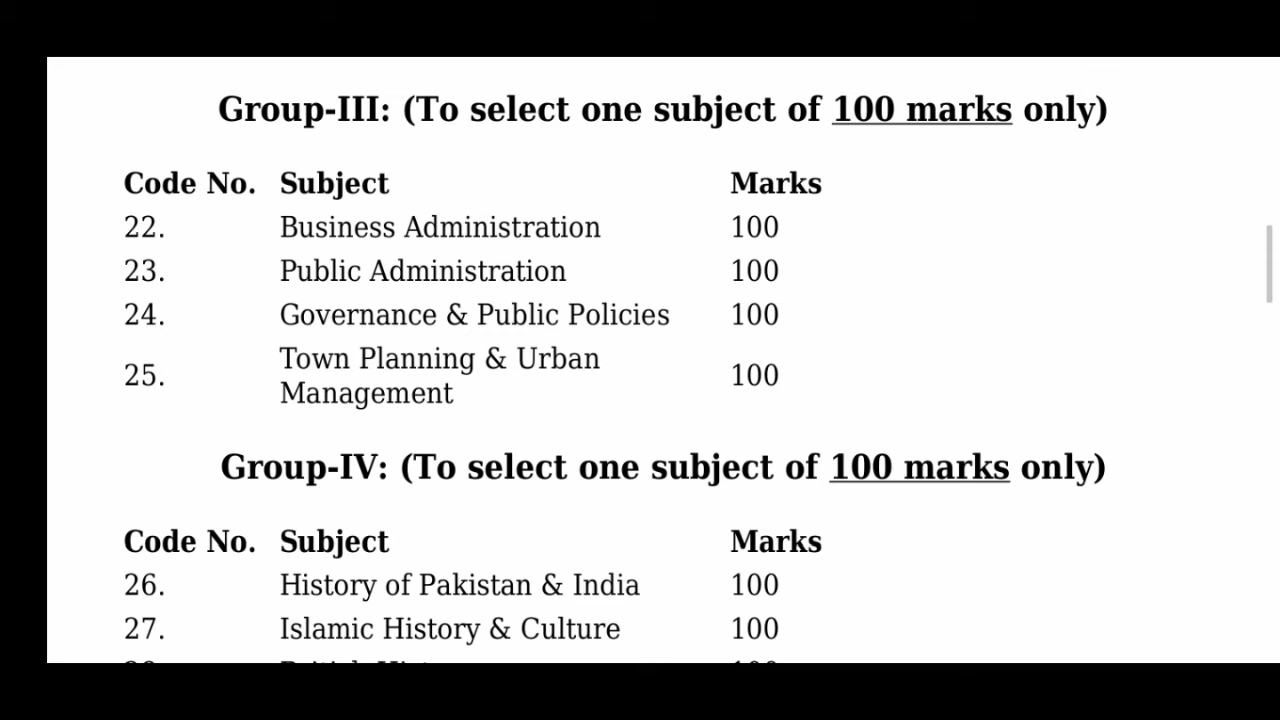 Group-III: (To select one subject of 100 marks only)
Code No. Subject Marks
22. Business Administration 100
23. Public Administration 100
24. Governance & Public Policies 100
25. Town Planning & Urban Management 100
Group-IV: (To select one subject of 100 marks only)
Code No. Subject Marks
26. History of Pakistan & India 100
27. Islamic History & Culture 100